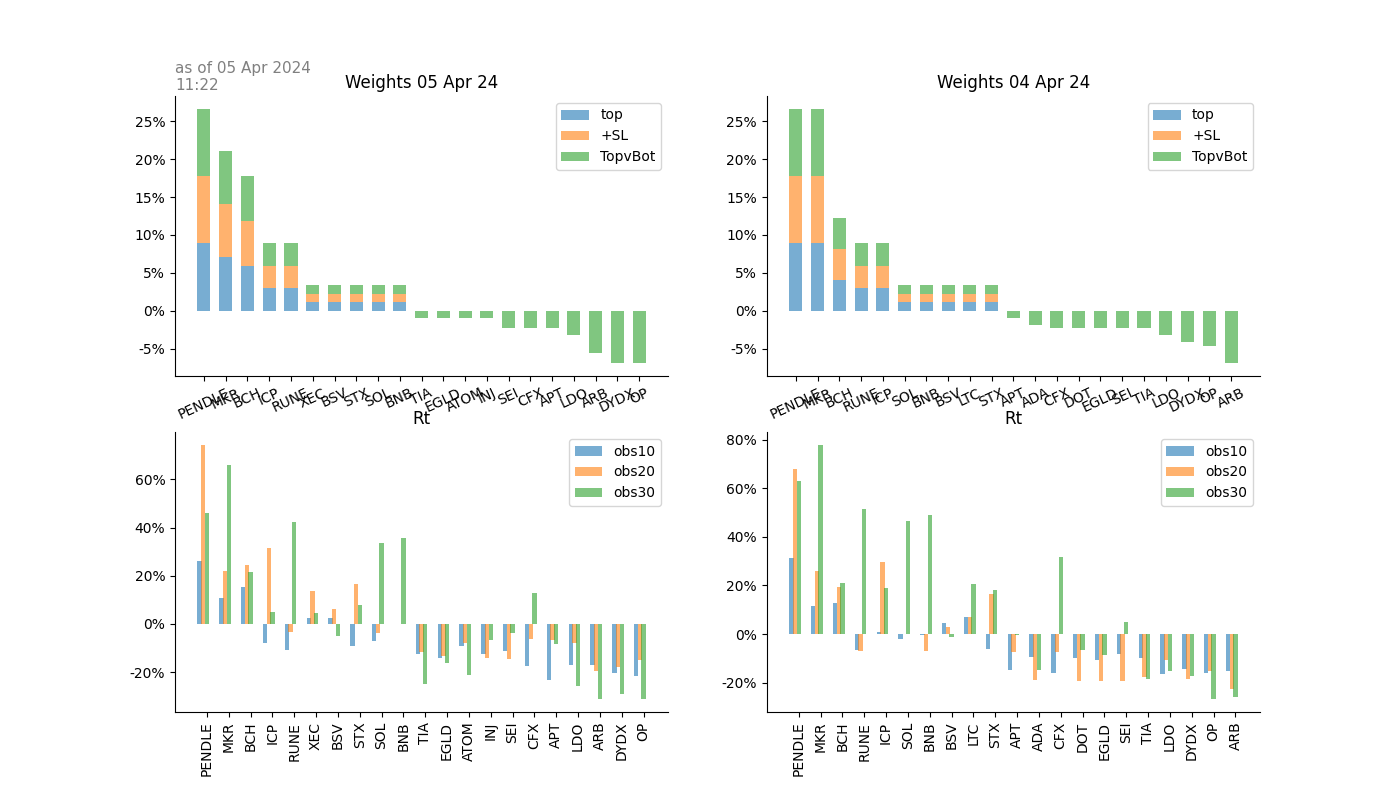 as of 05 Apr 2024
11:22
Weights 05 Apr 24
25%
20%
15%
10%
5%
0%
-5%
top
+SL
TopvBot
PENDLE
MKR
BCH
ICP
RUNE
XEC
BSV
STX
SOL
BNB
TIA
EGLD
ATOM
INJ
SEI
CFX
APT
LDO
ARB
DYDX
OP
Weights 04 Apr 24
25%
20%
15%
10%
5%
0%
-5%
top
+SL
TopvBot
PENDLE
MKR
BCH
RUNE
ICP
SOL
BNB
BSV
LTC
STX
APT
ADA
CFX
DOT
EGLD
SEI
TIA
LDO
DYDX
OP
ARB
Rt
60%
40%
20%
0%
-20%
obs10
obs20
obs30
PENDLE
MKR
BCH
ICP
RUNE
XEC
BSV
STX
SOL
BNB
TIA
EGLD
ATOM
INJ
SEI
CFX
APT
LDO
ARB
DYDX
OP
Rt
80%
60%
40%
20%
0%
-20%
obs10
obs20
obs30
PENDLE
MKR
BCH
RUNE
ICP
SOL
BNB
BSV
LTC
STX
APT
ADA
CFX
DOT
EGLD
SEI
TIA
LDO
DYDX
OP
ARB